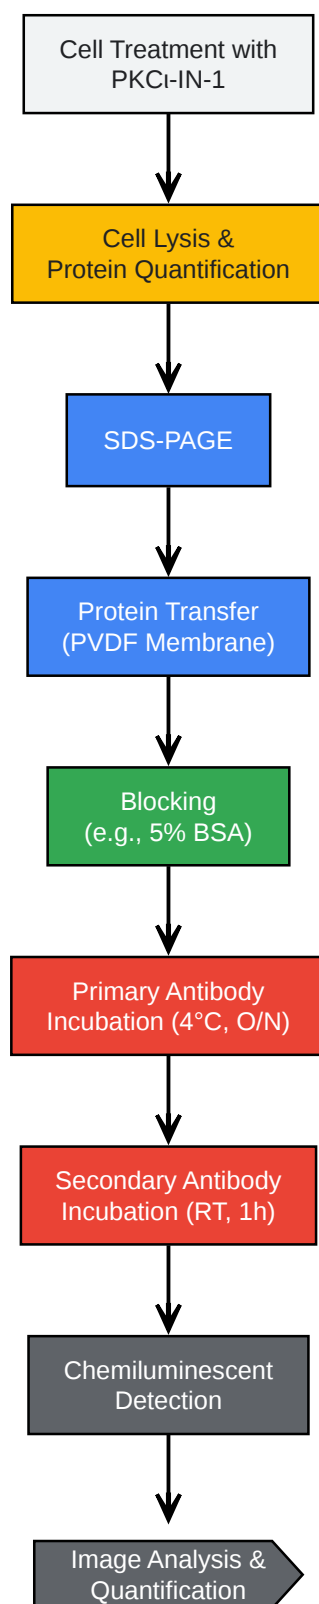 Cell Treatment with
PKCι-IN-1
Cell Lysis &
Protein Quantification
SDS-PAGE
Protein Transfer
(PVDF Membrane)
Blocking
(e.g., 5% BSA)
Primary Antibody
Incubation (4°C, O/N)
Secondary Antibody
Incubation (RT, 1h)
Chemiluminescent
Detection
Image Analysis &
Quantification